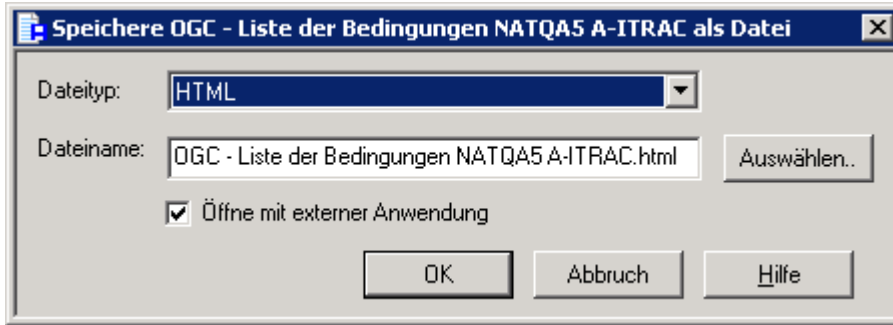 Speichere OGC - Liste der Bedingungen NATQA5 A-ITRAC als Datei
Dateityp: HTML
Dateiname: OGC - Liste der Bedingungen NATQA5 A-ITRAC.html Auswählen..
Öffne mit externer Anwendung
OK Abbruch Hilfe